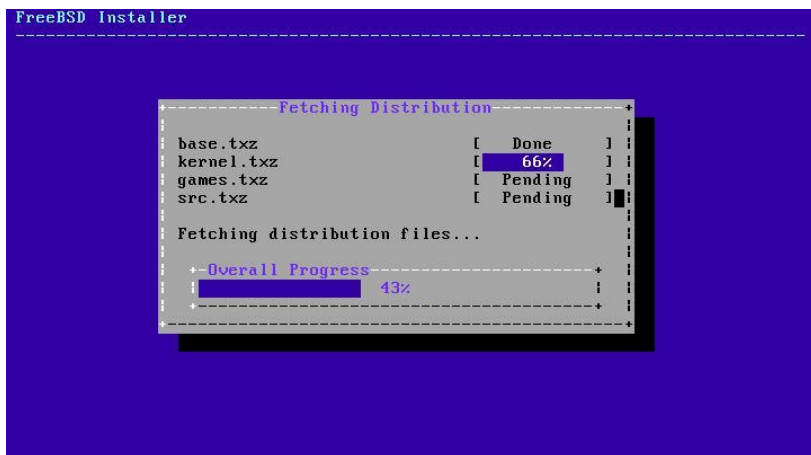 FreeBSD Installer
Fetching Distribution
base.txz [ Done ]
kernel.txz [ 66% ]
games.txz [ Pending ]
src.txz [ Pending ]
Fetching distribution files...
Overall Progress
43%